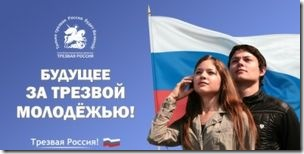 ТРЕЗВАЯ РОССИЯ
БУДУЩЕЕ
ЗА ТРЕЗВОЙ
МОЛОДЁЖЬЮ!
Трезвая Россия!